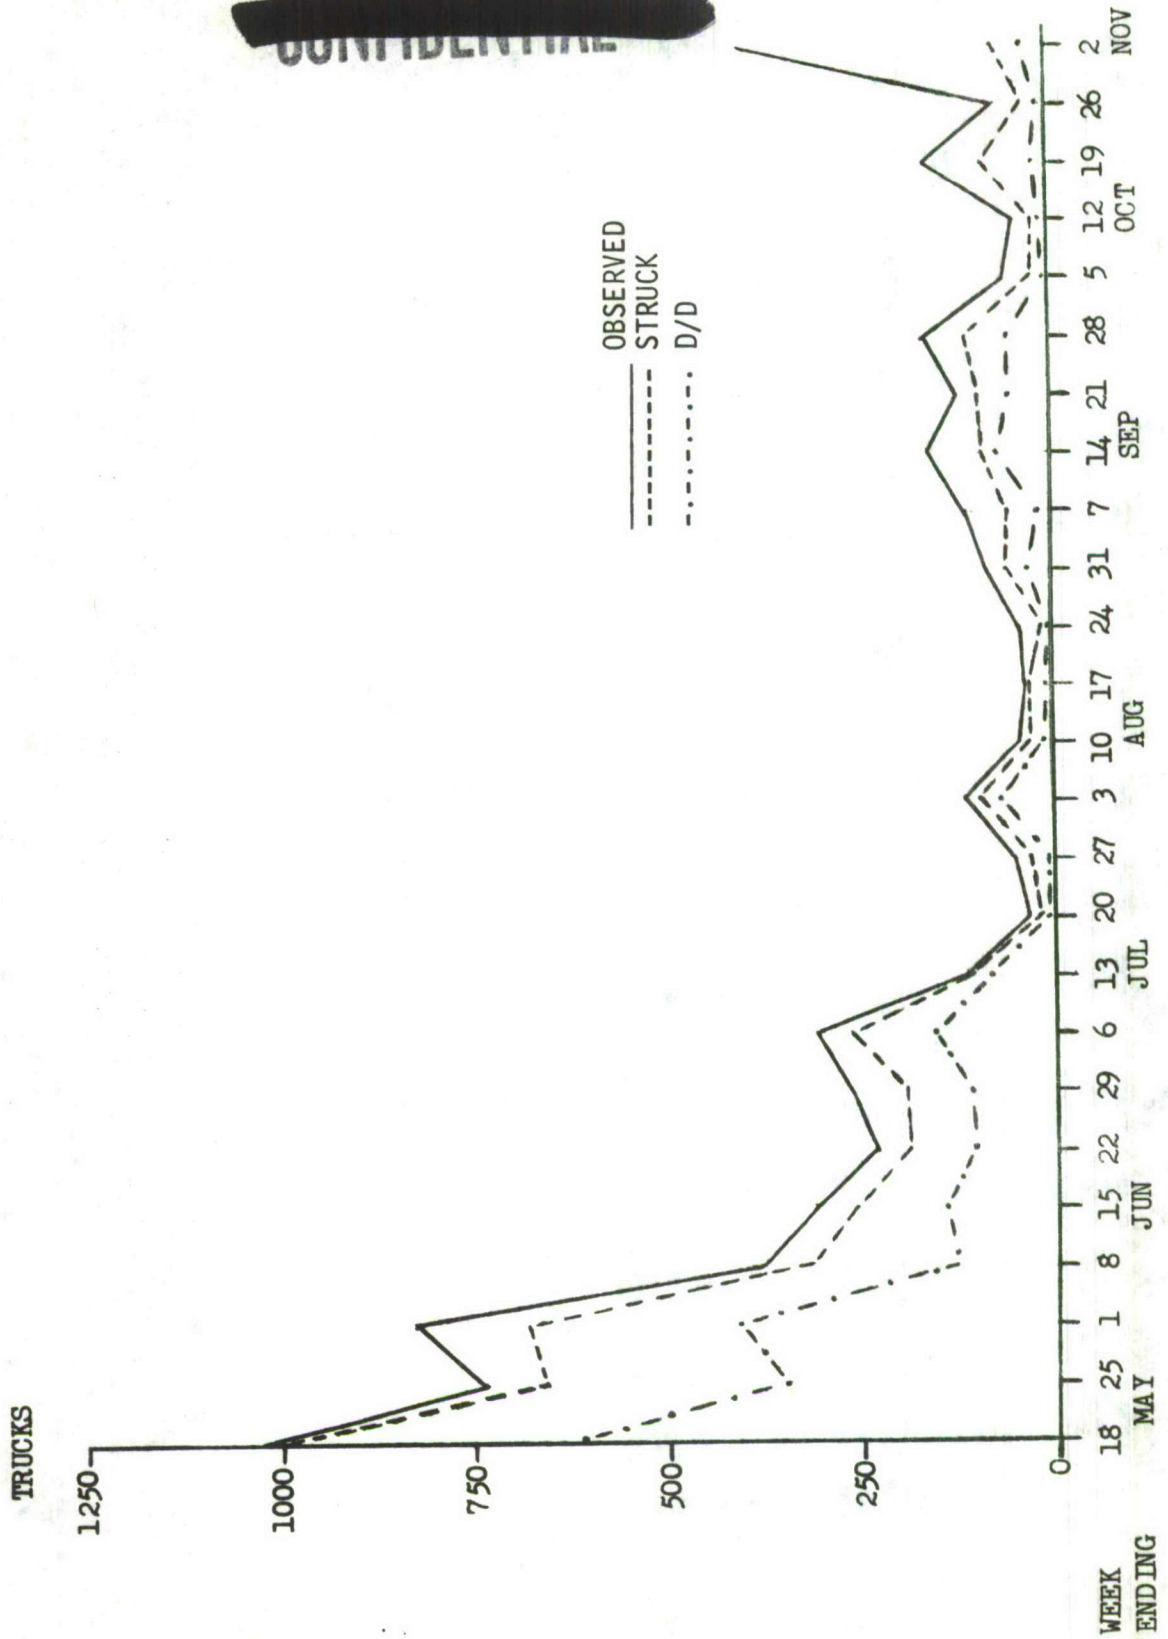 CONFIDENTIAL
TRUCKS
1250
1000
750
500
250
0
OBSERVED
STRUCK
D/D
18 25 1 8 15 22 29 6 13 20 27 3 10 17 24 31 7 14 21 28 5 12 19 26 2
WEEK ENDING
MAY JUN JUL AUG SEP OCT NOV